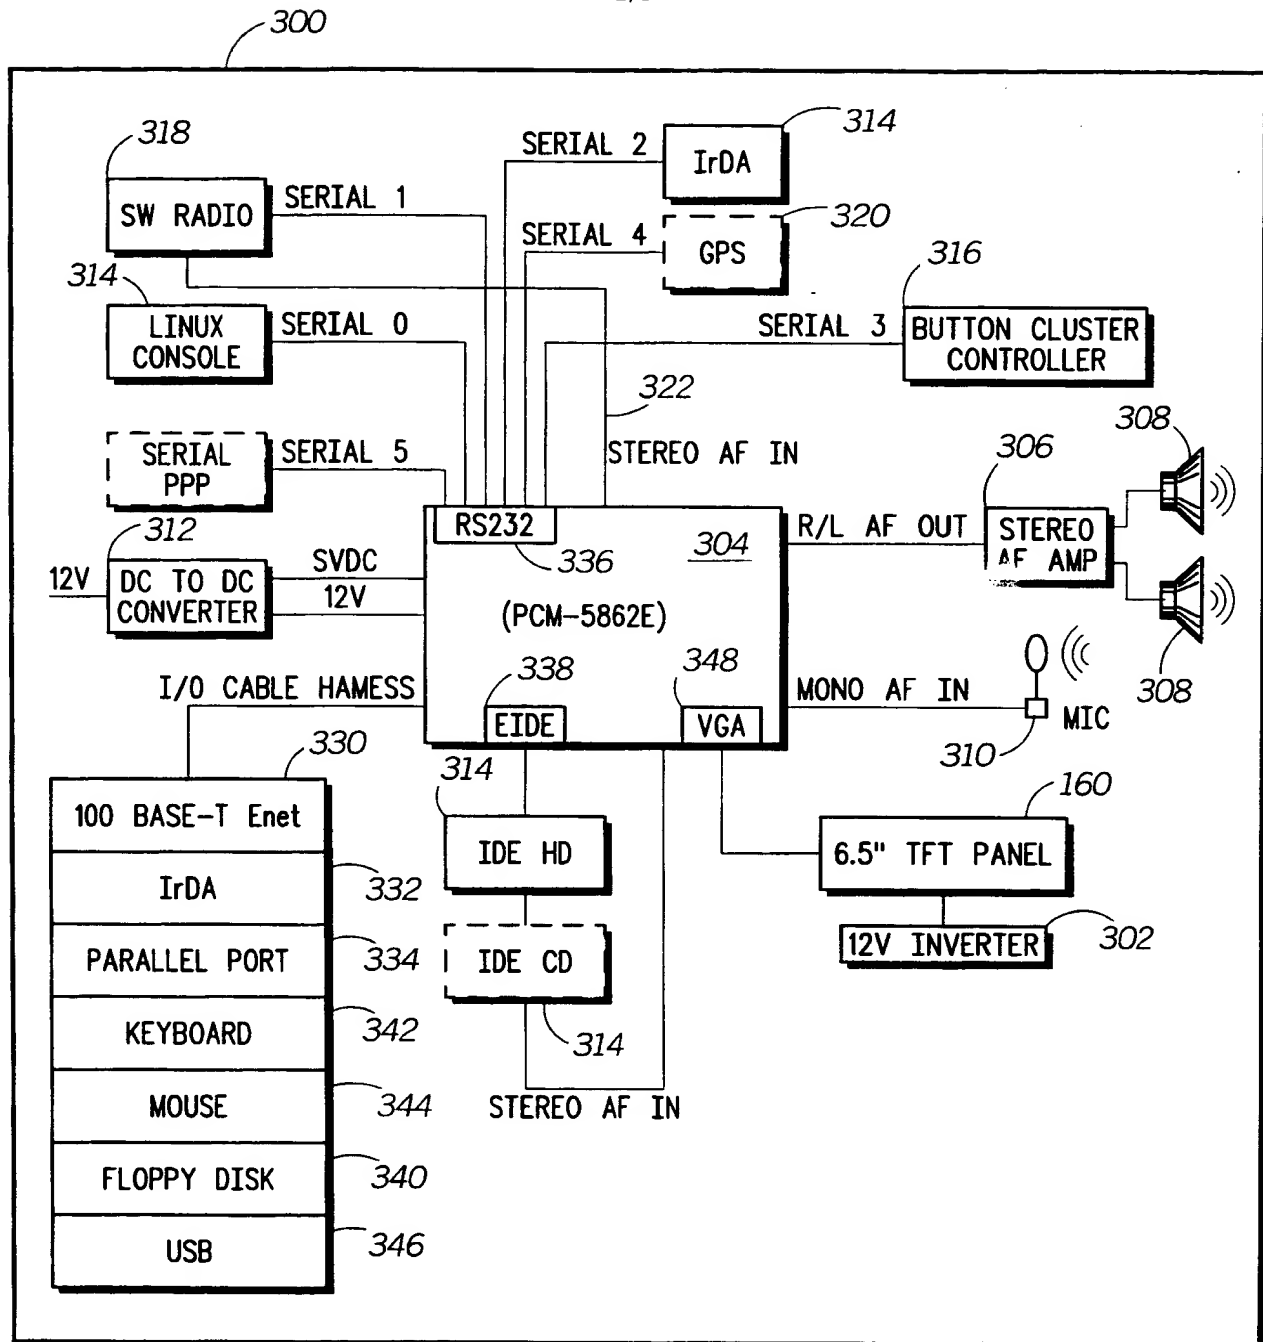 300
318
SW RADIO
SERIAL 1
SERIAL 2
IrDA
314
SERIAL 4
GPS
320
314
LINUX
CONSOLE
SERIAL 0
SERIAL 3
316
BUTTON CLUSTER
CONTROLLER
322
STEREO AF IN
SERIAL
PPP
SERIAL 5
312
12V
DC TO DC
CONVERTER
SVDC
12V
RS232
336
304
(PCM-5862E)
R/L AF OUT
306
STEREO
AF AMP
308
308
I/O CABLE HAMESS
338
EIDE
348
VGA
MONO AF IN
MIC
310
330
100 BASE-T Enet
IrDA
332
PARALLEL PORT
334
KEYBOARD
342
MOUSE
344
FLOPPY DISK
340
USB
346
314
IDE HD
IDE CD
314
STEREO AF IN
160
6.5" TFT PANEL
12V INVERTER
302